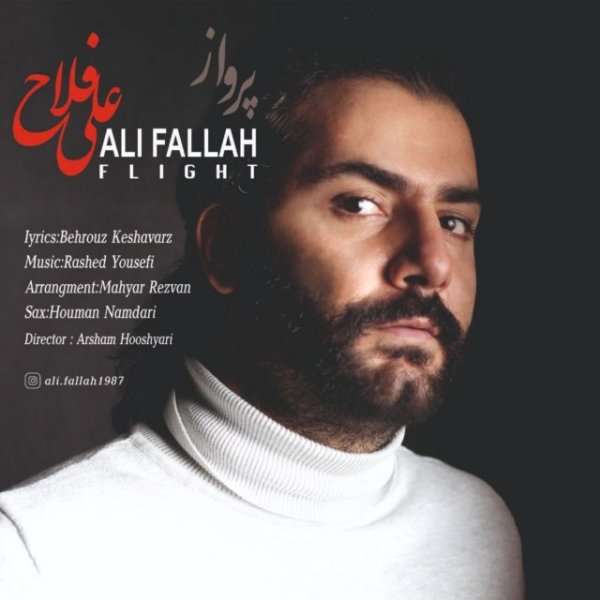 پرواز
علی فلاح
ALI FALLAH
FLIGHT
lyrics:Behrouz Keshavarz
Music:Rashed Yousefi
Arrangment:Mahyar Rezvan
Sax:Houman Namdari
Director : Arsham Hooshyari
ali.fallah1987